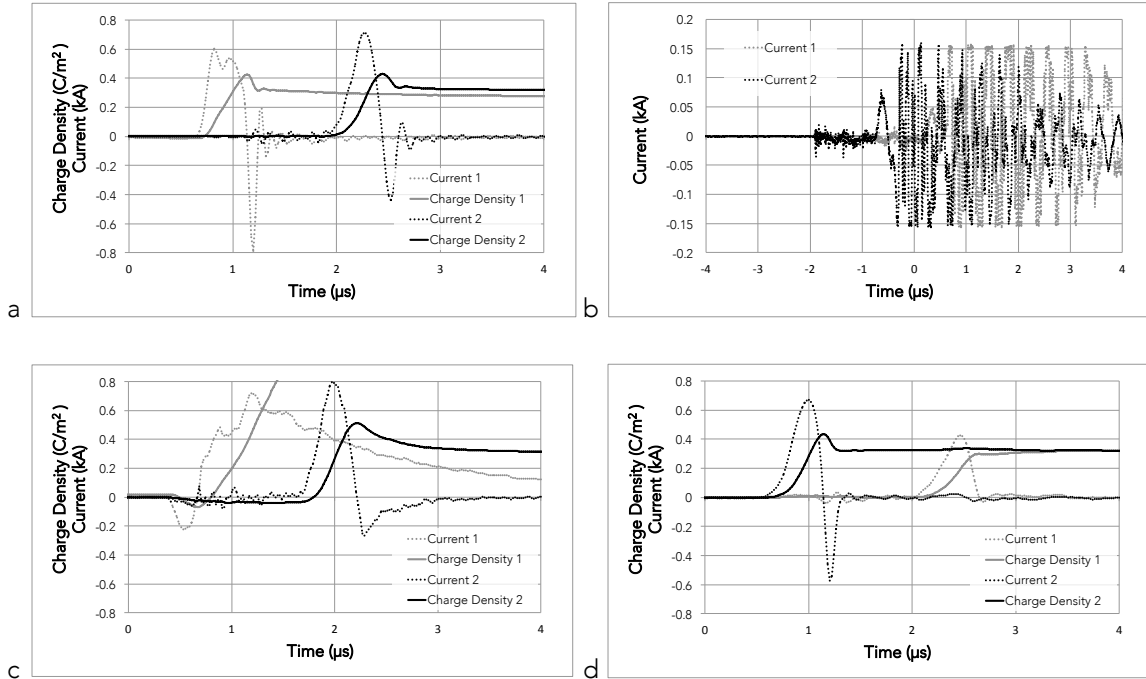 Charge Density (C/m²)
Current (kA)
0.8
0.6
0.4
0.2
0
-0.2
-0.4
-0.6
-0.8
0
1
2
3
4
Time (µs)
Current 1
Charge Density 1
Current 2
Charge Density 2
a
Current (kA)
0.2
0.15
0.10
0.05
0
-0.05
-0.10
-0.15
0.2
-4
-3
-2
-1
0
1
2
3
4
Time (µs)
Current 1
Current 2
b
Charge Density (C/m²)
Current (kA)
0.8
0.6
0.4
0.2
0
-0.2
-0.4
-0.6
-0.8
0
1
2
3
4
Time (µs)
Current 1
Charge Density 1
Current 2
Charge Density 2
c
Charge Density (C/m²)
Current (kA)
0.8
0.6
0.4
0.2
0
-0.2
-0.4
-0.6
-0.8
0
1
2
3
4
Time (µs)
Current 1
Charge Density 1
Current 2
Charge Density 2
d